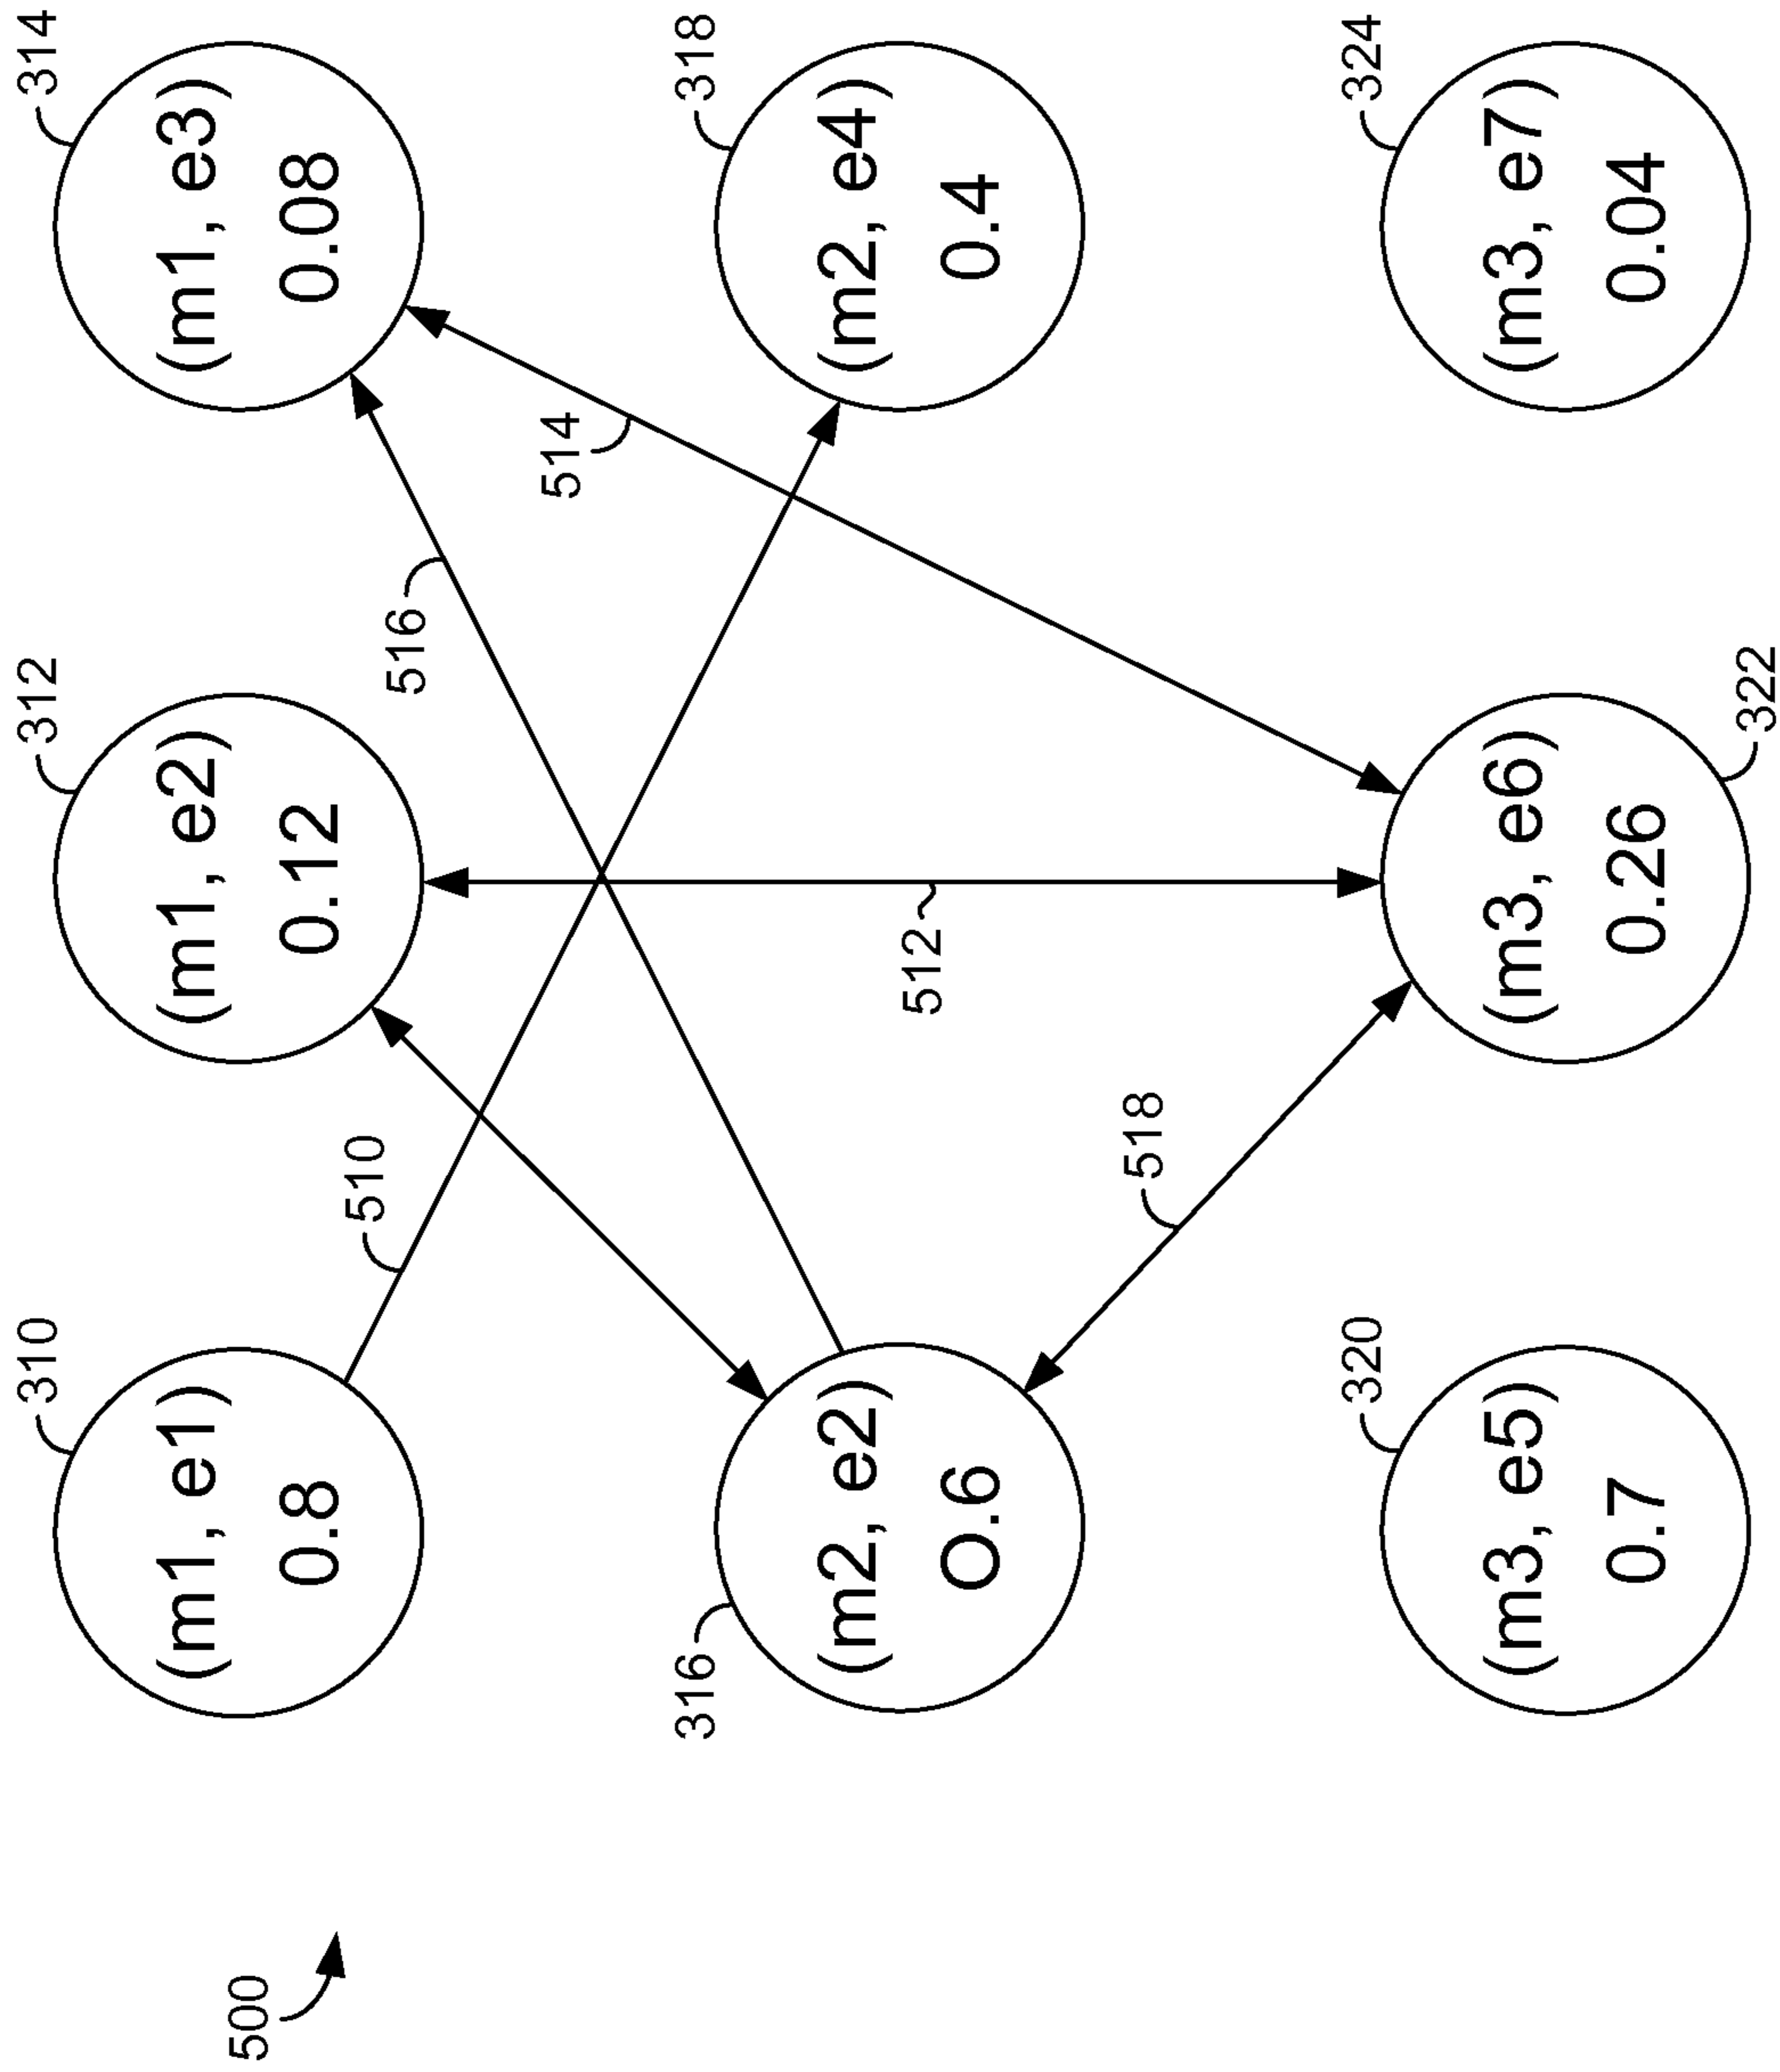 500
310
(m1, e1)
0.8
312
(m1, e2)
0.12
314
(m1, e3)
0.08
510
516
514
316
(m2, e2)
O.6
318
(m2, e4)
0.4
512
518
320
(m3, e5)
0.7
(m3, e6)
0.26
322
324
(m3, e7)
0.04